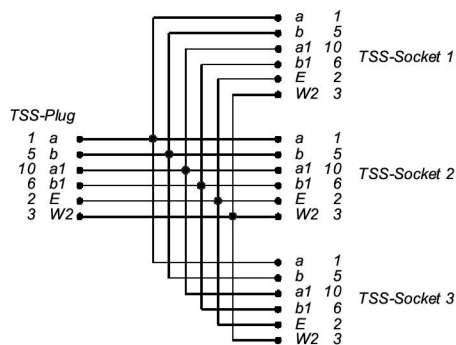 a 1
b 5
a1 10
b1 6
E 2
W2 3
TSS-Socket 1
TSS-Plug
1 a
5 b
10 a1
6 b1
2 E
3 W2
a 1
b 5
a1 10
b1 6
E 2
W2 3
TSS-Socket 2
a 1
b 5
a1 10
b1 6
E 2
W2 3
TSS-Socket 3